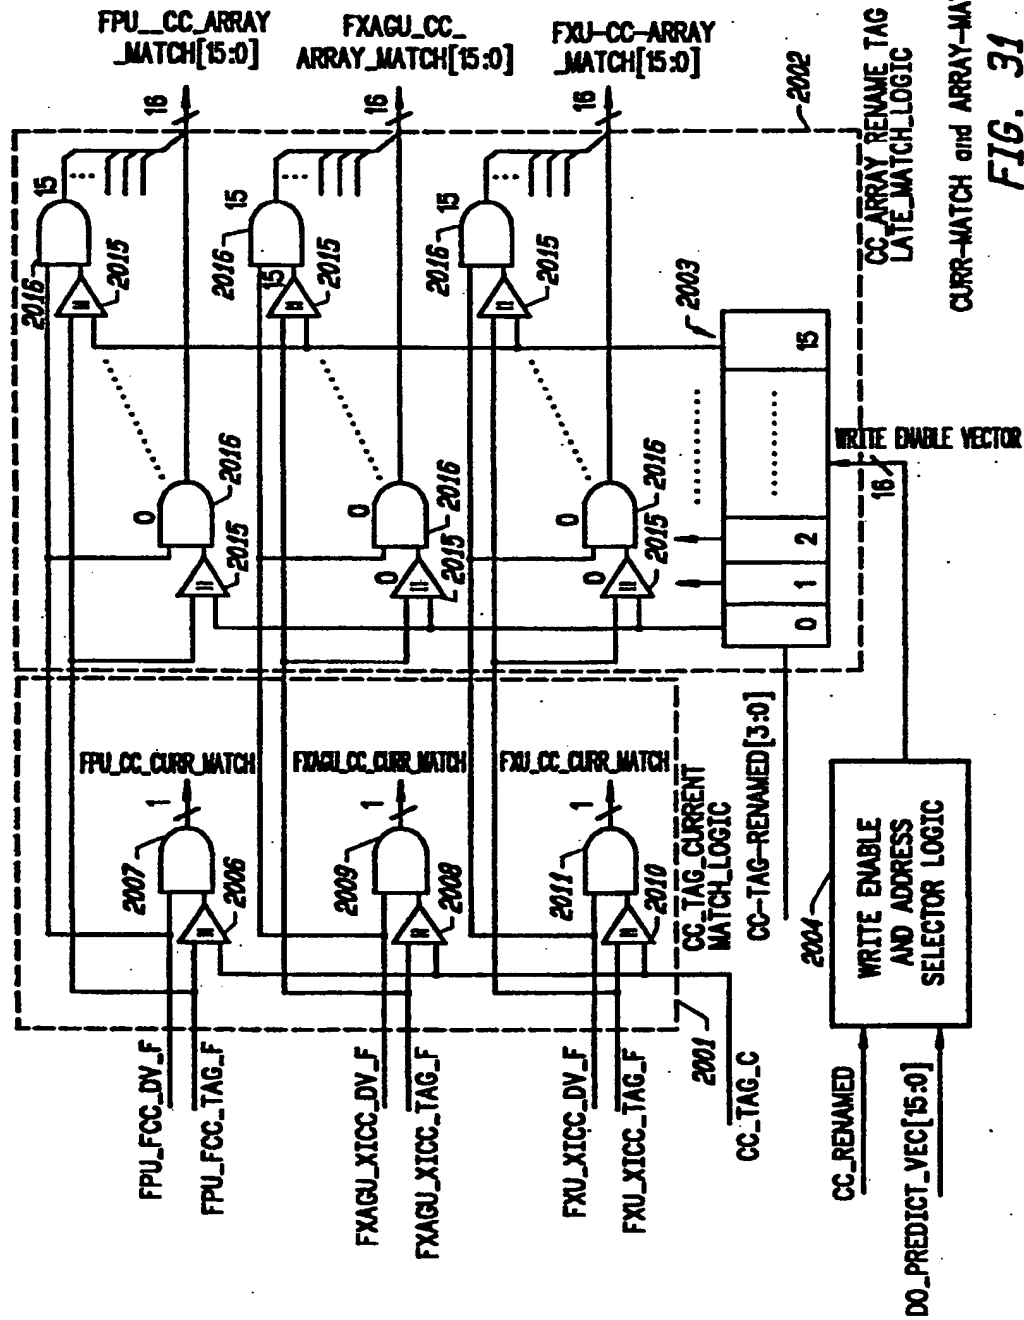 FPU__CC_ARRAY
_MATCH[15:0]
FXAGU_CC_
ARRAY_MATCH[15:0]
FXU-CC-ARRAY
_MATCH[15:0]
16
16
16
2002
15
15
15
2016
2016
2016
15
2015
2015
2015
2003
CC_ARRAY RENAME TAG
LATE_MATCH_LOGIC
CURR-MATCH and ARRAY-MA
FIG. 31
0
0
0
2016
2016
2016
0
0
2015
2015
2015
0
1
2
15
WRITE ENABLE VECTOR
16
FPU_CC_CURR_MATCH
FXAGU_CC_CURR_MATCH
FXU_CC_CURR_MATCH
1
1
1
2007
2009
2011
2006
2008
2010
CC_TAG_CURRENT
MATCH_LOGIC
CC-TAG-RENAMED[3:0]
2004
WRITE ENABLE
AND ADDRESS
SELECTOR LOGIC
2001
FPU_FCC_DV_F
FPU_FCC_TAG_F
FXAGU_XICC_DV_F
FXAGU_XICC_TAG_F
FXU_XICC_DV_F
FXU_XICC_TAG_F
CC_TAG_C
CC_RENAMED
DO_PREDICT_VEC[15:0]